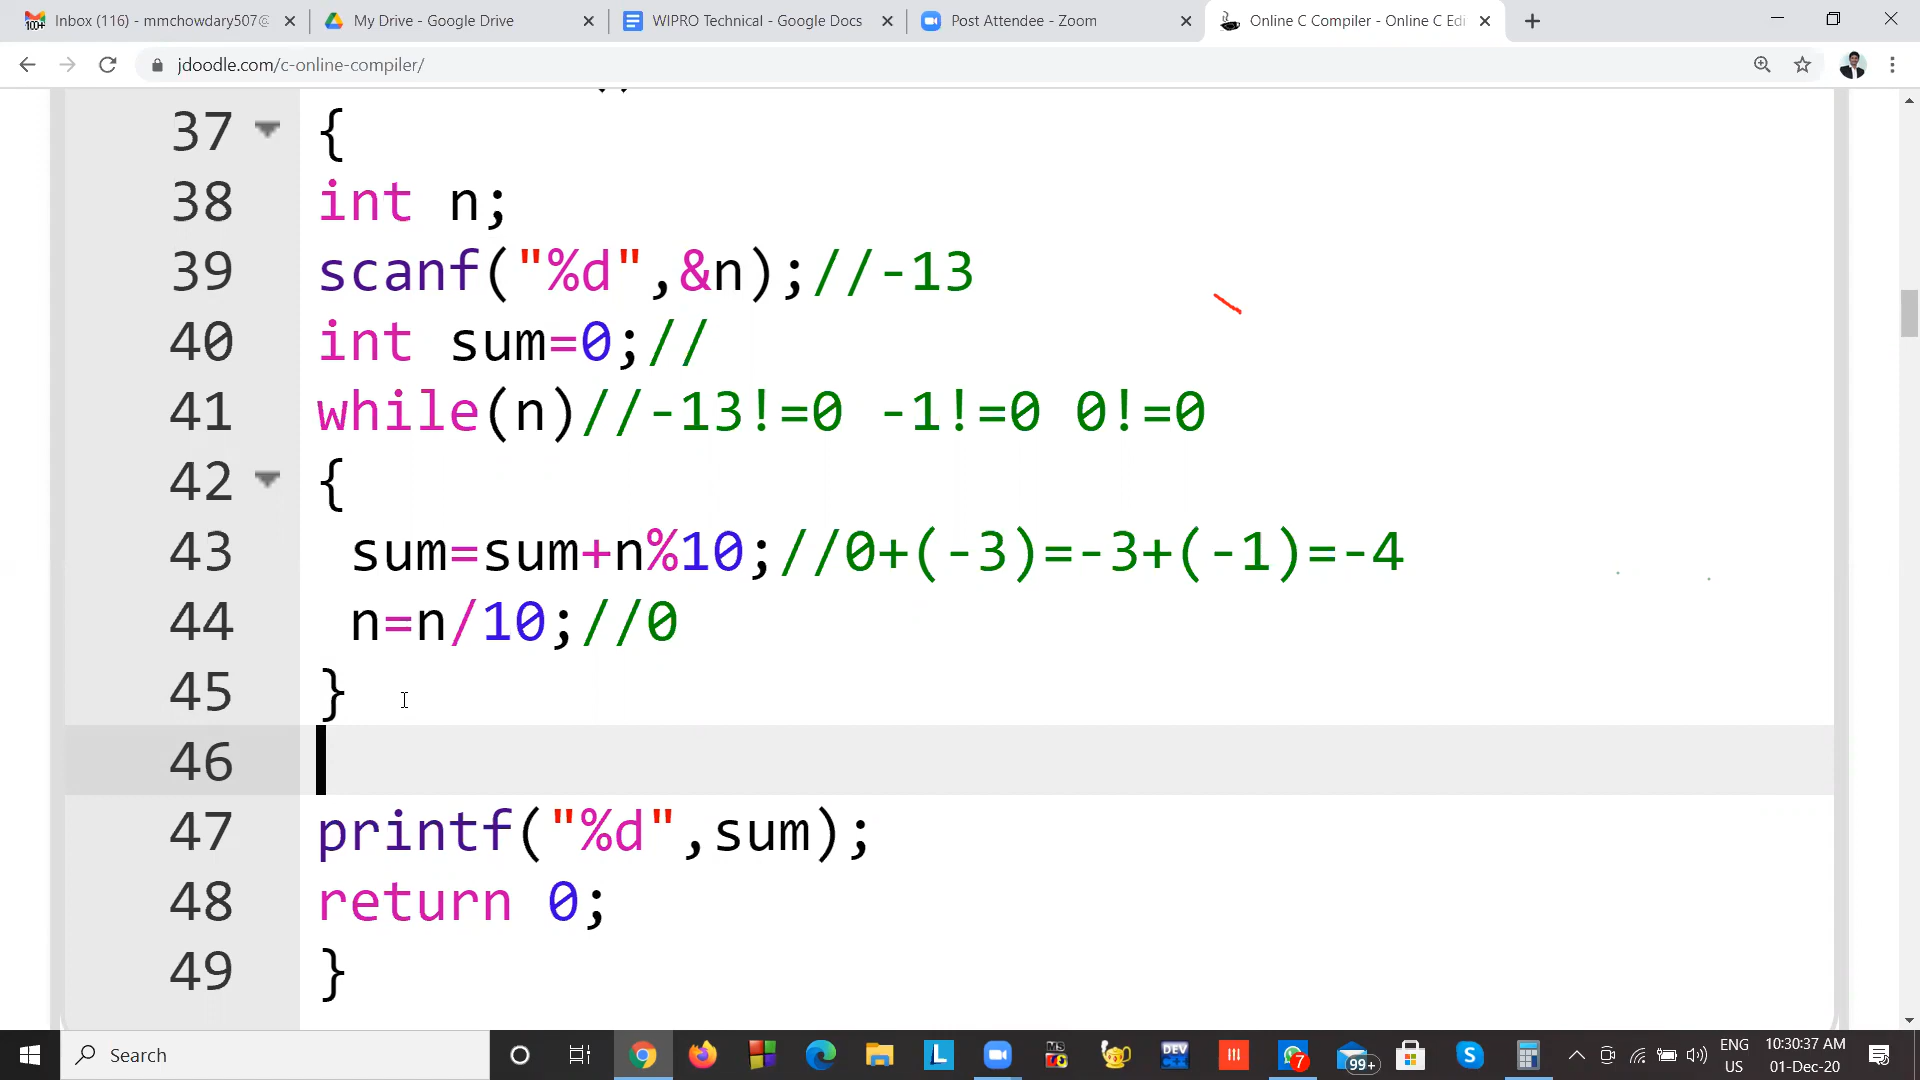 Inbox (116) - mmchowdary507@
My Drive - Google Drive
WIPRO Technical - Google Docs
Post Attendee - Zoom
Online C Compiler - Online C Edi
jdoodle.com/c-online-compiler/
37 {
38 int n;
39 scanf("%d",&n);//-13
40 int sum=0;//
41 while(n)//-13!=0 -1!=0 0!=0
42 {
43 sum=sum+n%10;//0+(-3)=-3+(-1)=-4
44 n=n/10;//0
45 }
46
47 printf("%d",sum);
48 return 0;
49 }
Search
L
DEV
7
99+
S
ENG
US
10:30:37 AM
01-Dec-20